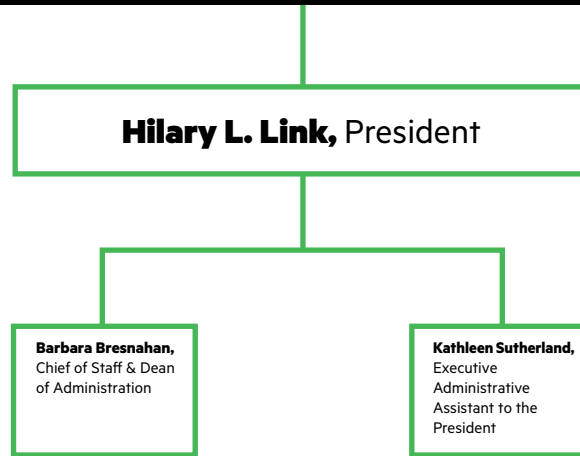 Hilary L. Link, President
Barbara Bresnahan,
Chief of Staff & Dean
of Administration
Kathleen Sutherland,
Executive
Administrative
Assistant to the
President